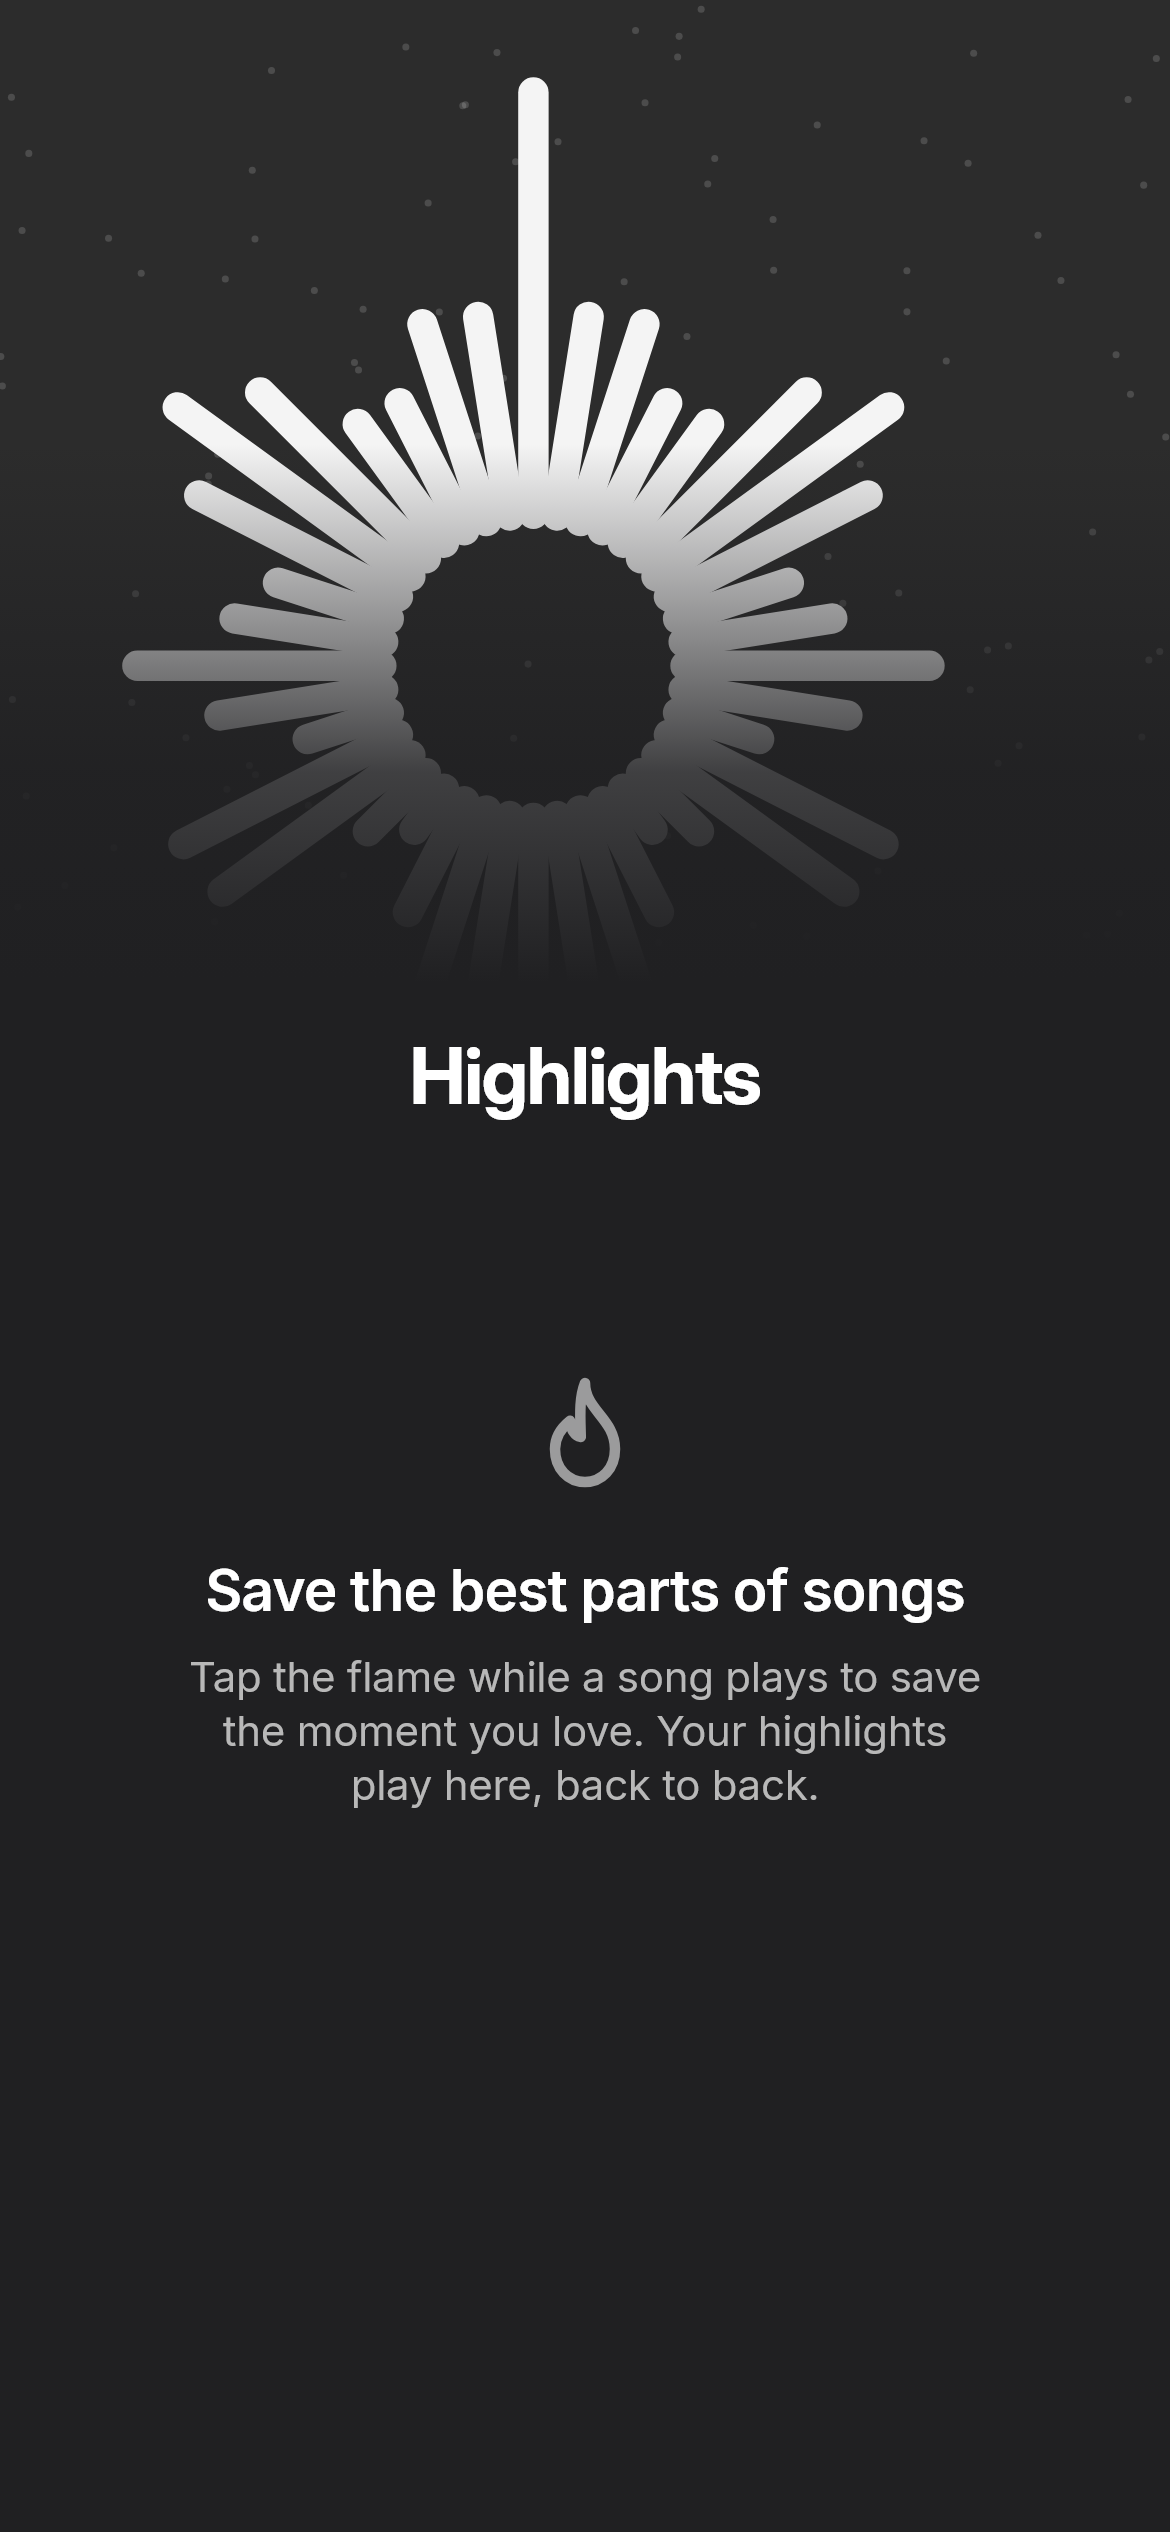 Highlights
Save the best parts of songs
Tap the flame while a song plays to save
the moment you love. Your highlights
play here, back to back.